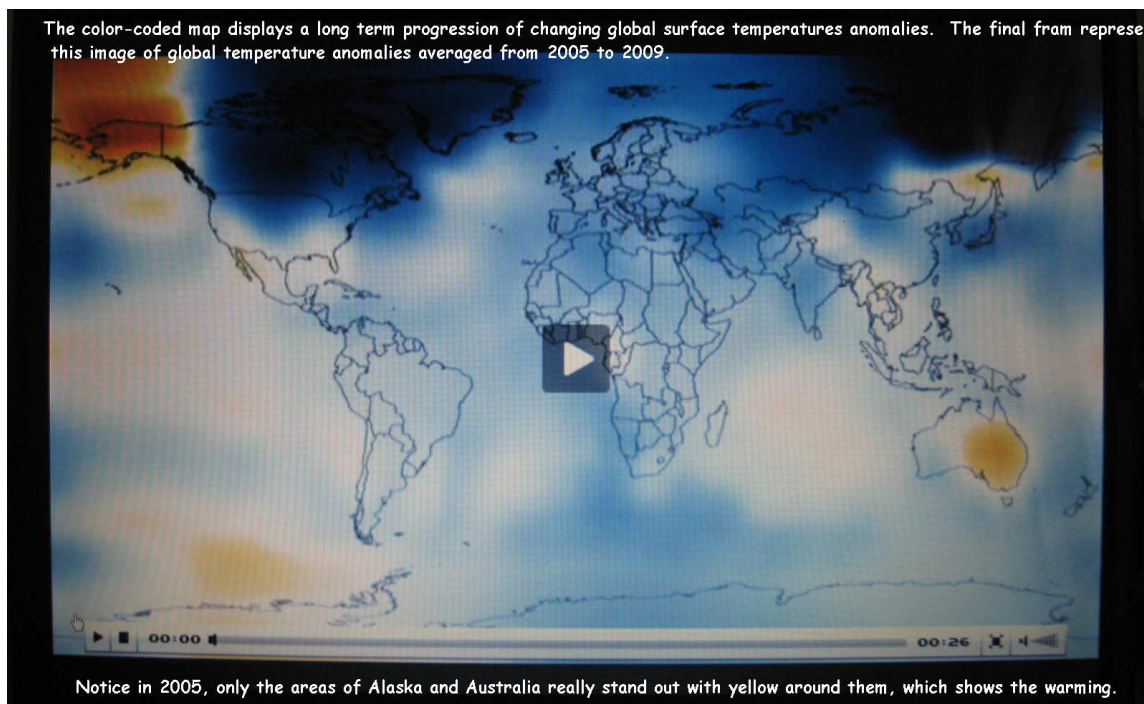 The color-coded map displays a long term progression of changing global surface temperatures anomalies. The final fram represe
this image of global temperature anomalies averaged from 2005 to 2009.
00:00
00:26
Notice in 2005, only the areas of Alaska and Australia really stand out with yellow around them, which shows the warming.